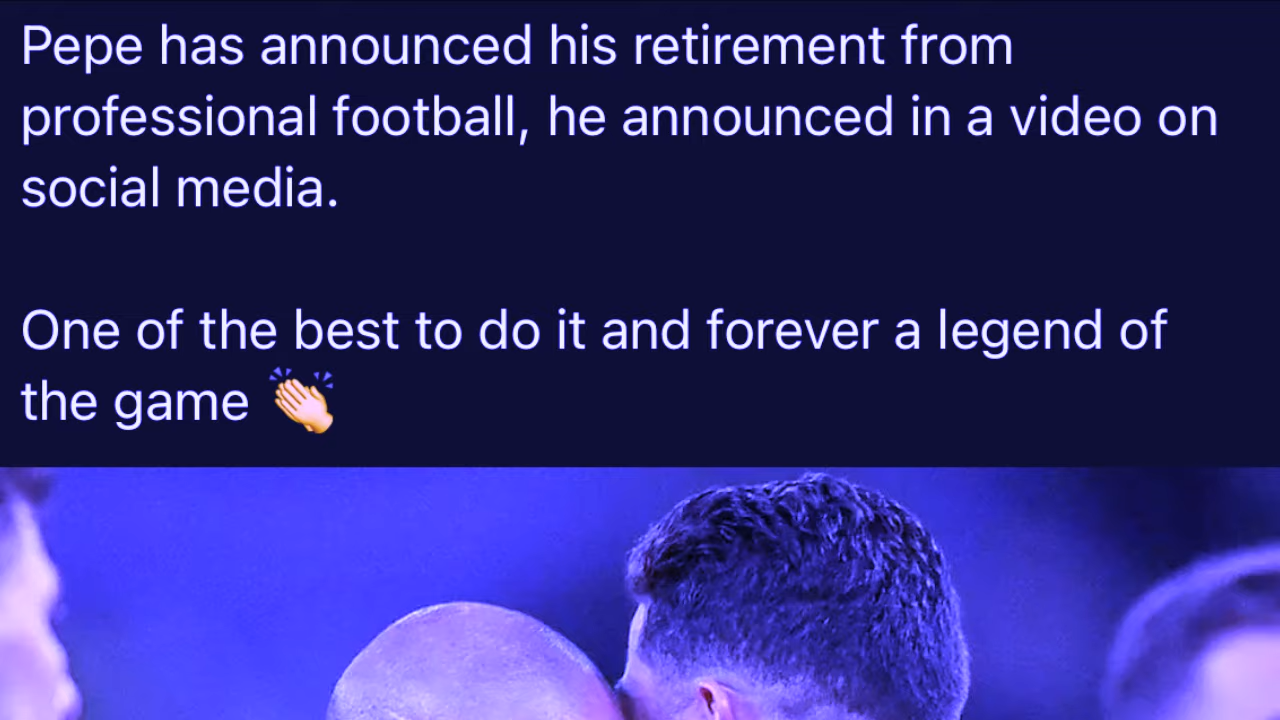 Pepe has announced his retirement from
professional football, he announced in a video on
social media.
One of the best to do it and forever a legend of
the game 👏🏻